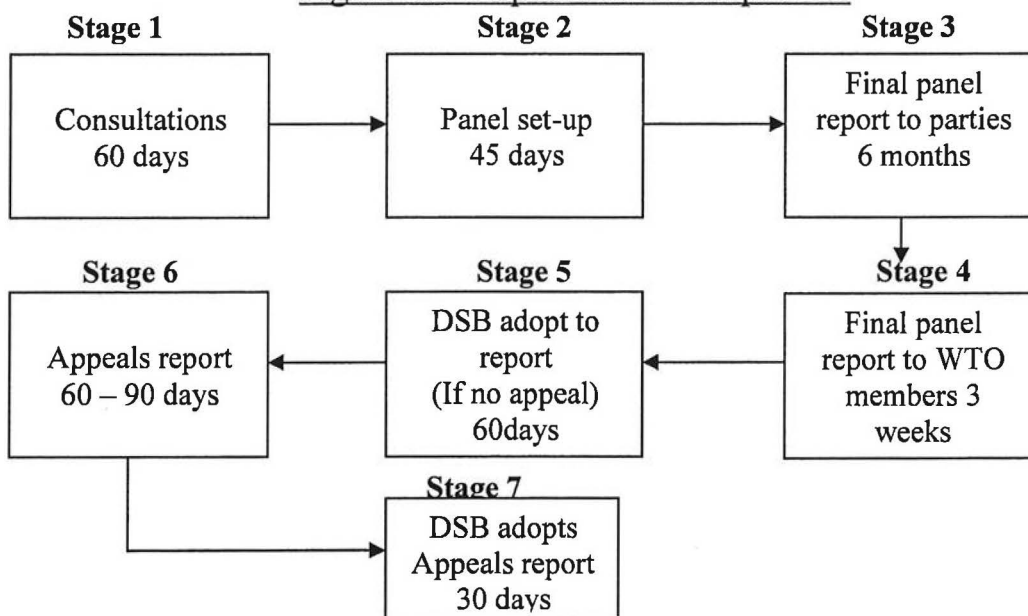 Stage 1
Consultations
60 days
Stage 2
Panel set-up
45 days
Stage 3
Final panel
report to parties
6 months
Stage 4
Final panel
report to WTO
members 3
weeks
Stage 5
DSB adopt to
report
(If no appeal)
60days
Stage 6
Appeals report
60 – 90 days
Stage 7
DSB adopts
Appeals report
30 days